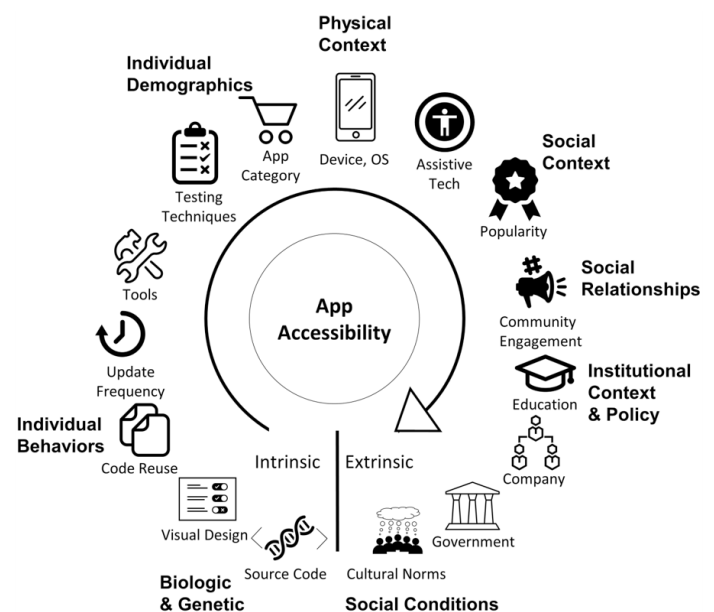 Physical
Context
Individual
Demographics
App
Category
Device, OS
Assistive
Tech
Social
Context
Testing
Techniques
Popularity
Tools
Social
Relationships
Community
Engagement
App
Accessibility
Update
Frequency
Institutional
Context
& Policy
Education
Individual
Behaviors
Code Reuse
Intrinsic
Extrinsic
Company
Visual Design
Government
Source Code
Cultural Norms
Biologic
& Genetic
Social Conditions